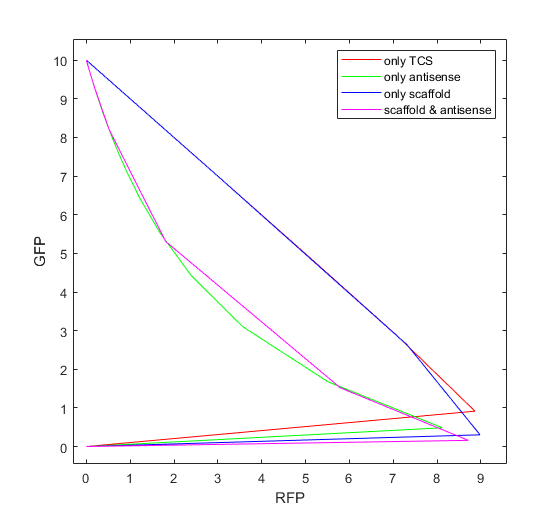 only TCS
only antisense
only scaffold
scaffold & antisense
10
9
8
7
6
5
4
3
2
1
0
GFP
0 1 2 3 4 5 6 7 8 9
RFP